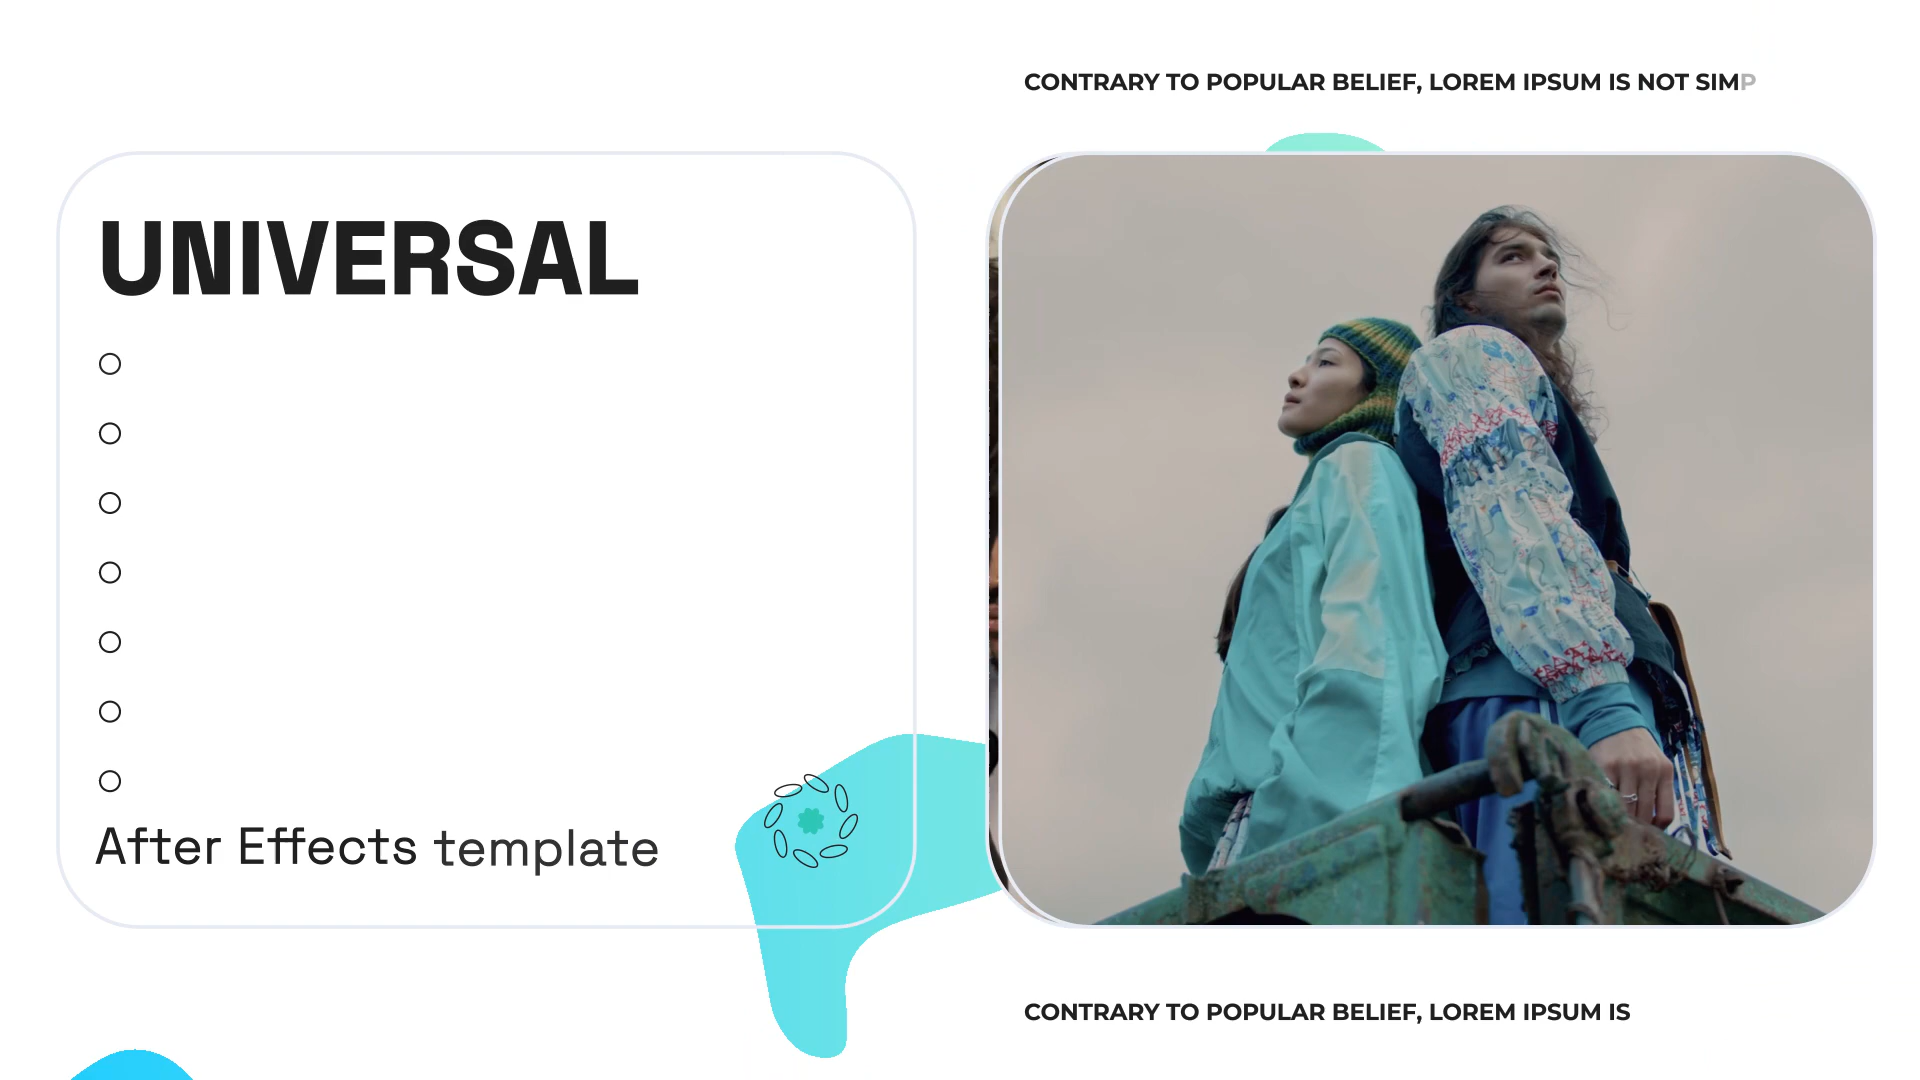 CONTRARY TO POPULAR BELIEF, LOREM IPSUM IS NOT SIMP
UNIVERSAL
After Effects template
CONTRARY TO POPULAR BELIEF, LOREM IPSUM IS